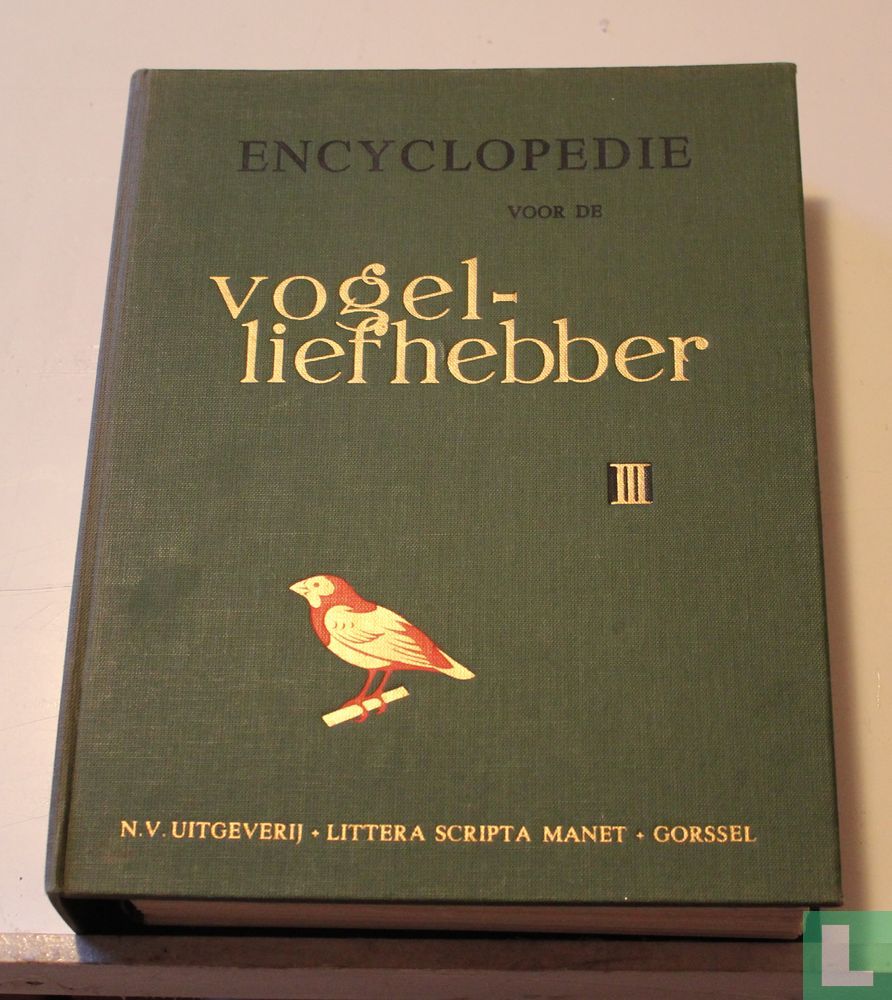 ENCYCLOPEDIE
VOOR DE
vogel-
liefhebber
III
N.V. UITGEVERIJ + LITTERA SCRIPTA MANET + GORSSEL
L